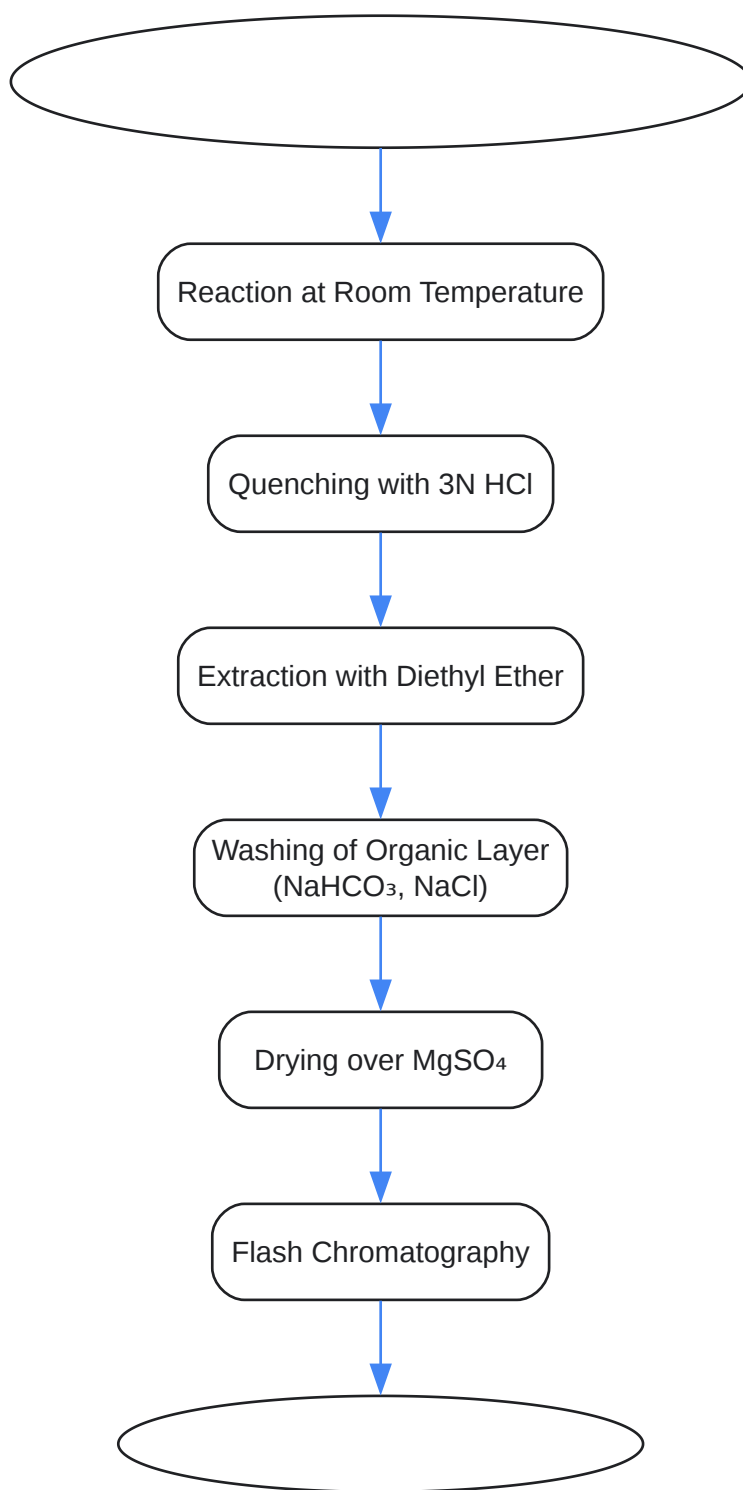 Reaction at Room Temperature
Quenching with 3N HCl
Extraction with Diethyl Ether
Washing of Organic Layer
(NaHCO₃, NaCl)
Drying over MgSO₄
Flash Chromatography